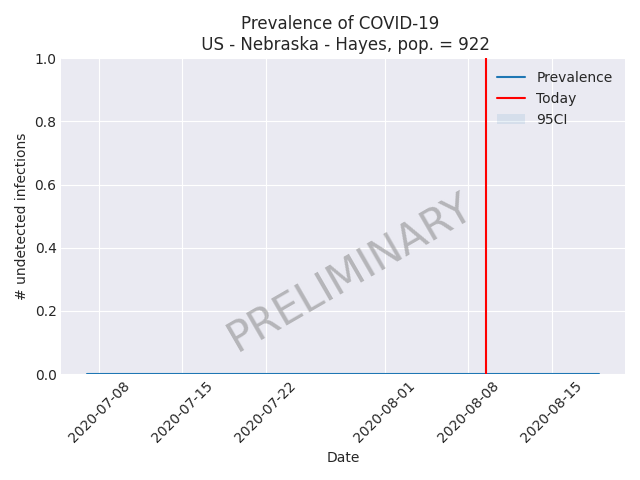 Prevalence of COVID-19
US - Nebraska - Hayes, pop. = 922
1.0
0.8
0.6
0.4
0.2
0.0
# undetected infections
Prevalence
Today
95CI
PRELIMINARY
2020-07-08
2020-07-15
2020-07-22
2020-08-01
2020-08-08
2020-08-15
Date